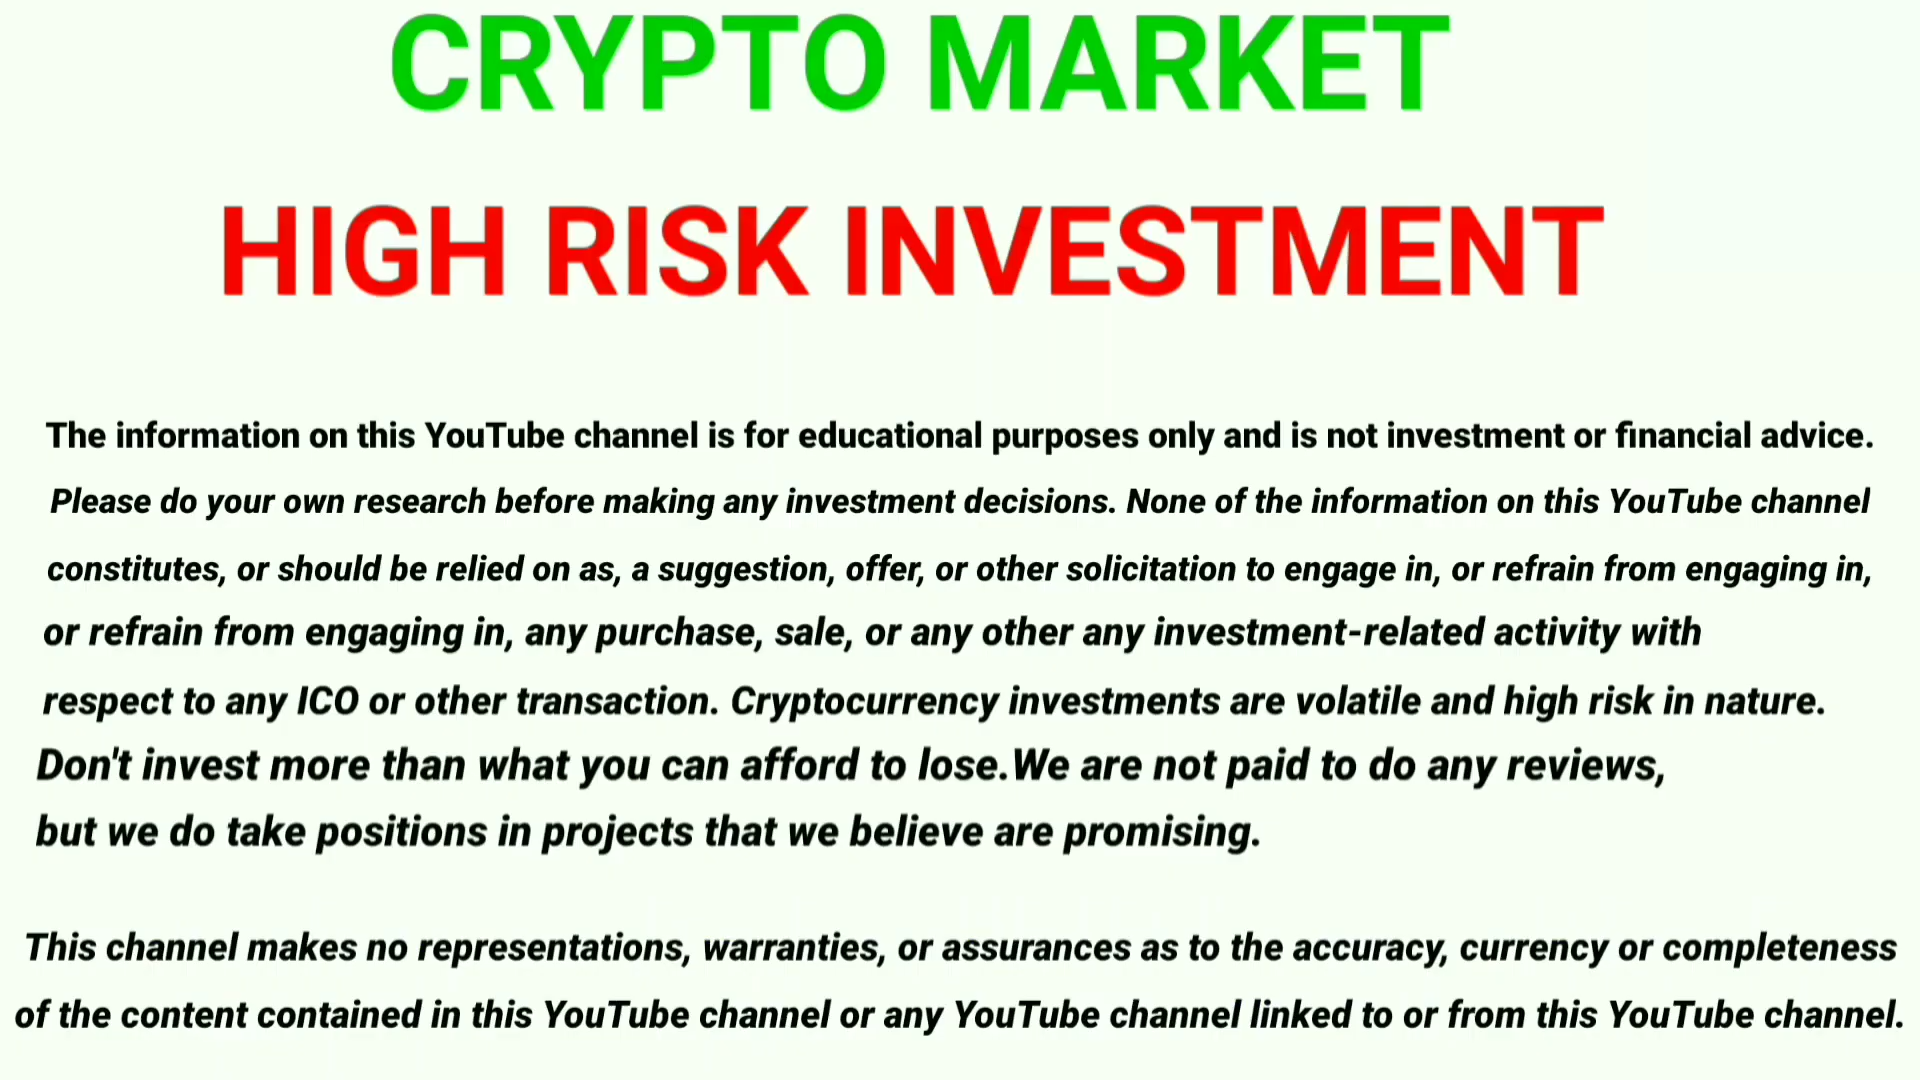 CRYPTO MARKET
HIGH RISK INVESTMENT
The information on this YouTube channel is for educational purposes only and is not investment or financial advice.
Please do your own research before making any investment decisions. None of the information on this YouTube channel
constitutes, or should be relied on as, a suggestion, offer, or other solicitation to engage in, or refrain from engaging in,
or refrain from engaging in, any purchase, sale, or any other any investment-related activity with
respect to any ICO or other transaction. Cryptocurrency investments are volatile and high risk in nature.
Don't invest more than what you can afford to lose.We are not paid to do any reviews,
but we do take positions in projects that we believe are promising.
This channel makes no representations, warranties, or assurances as to the accuracy, currency or completeness
of the content contained in this YouTube channel or any YouTube channel linked to or from this YouTube channel.